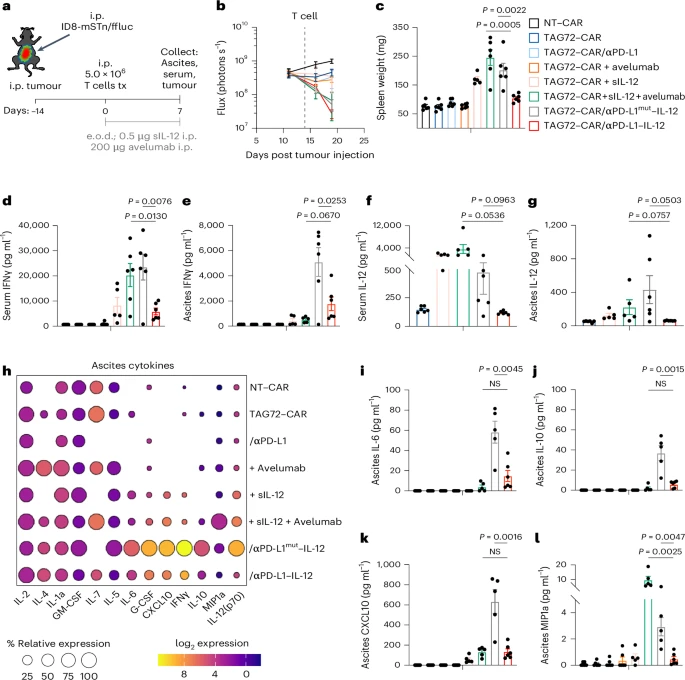 a
i.p.
ID8-mSTn/ffluc
i.p. tumour
i.p.
5.0 × 10⁶
T cells tx
Collect:
Ascites,
serum,
tumour
Days: –14
0
7
e.o.d.; 0.5 µg sIL-12 i.p.
200 µg avelumab i.p.
b
T cell
Flux (photons s⁻¹)
10¹⁰
10⁹
10⁸
10⁷
0 5 10 15 20 25
Days post tumour injection
c
P = 0.0022
P = 0.0005
Spleen weight (mg)
350
250
150
50
NT–CAR
TAG72–CAR
TAG72–CAR/αPD-L1
TAG72–CAR + avelumab
TAG72–CAR + sIL-12
TAG72–CAR+sIL-12+avelumab
TAG72–CAR/αPD-L1ᵐᵘᵗ–IL-12
TAG72–CAR/αPD-L1–IL-12
d
P = 0.0076
P = 0.0130
Serum IFNγ (pg ml⁻¹)
40,000
30,000
20,000
10,000
0
e
P = 0.0253
P = 0.0670
Ascites IFNγ (pg ml⁻¹)
8,000
6,000
4,000
2,000
0
f
P = 0.0963
P = 0.0536
Serum IL-12 (pg ml⁻¹)
12,000
4,000
500
250
0
g
P = 0.0503
P = 0.0757
Ascites IL-12 (pg ml⁻¹)
1,200
800
400
0
h
Ascites cytokines
NT–CAR
TAG72–CAR
/αPD-L1
+ Avelumab
+ sIL-12
+ sIL-12 + Avelumab
/αPD-L1ᵐᵘᵗ–IL-12
/αPD-L1–IL-12
IL-2 IL-4 IL-1a GM-CSF IL-7 IL-5 IL-6 G-CSF CXCL10 IFNγ IL-10 MIP1a IL-12(p70)
% Relative expression
25 50 75 100
log₂ expression
8 4 0
i
P = 0.0045
NS
Ascites IL-6 (pg ml⁻¹)
100
80
60
40
20
0
j
P = 0.0015
NS
Ascites IL-10 (pg ml⁻¹)
100
80
60
40
20
0
k
P = 0.0016
NS
Ascites CXCL10 (pg ml⁻¹)
1,000
800
600
400
200
0
l
P = 0.0047
P = 0.0025
Ascites MIP1a (pg ml⁻¹)
20
10
4
2
0